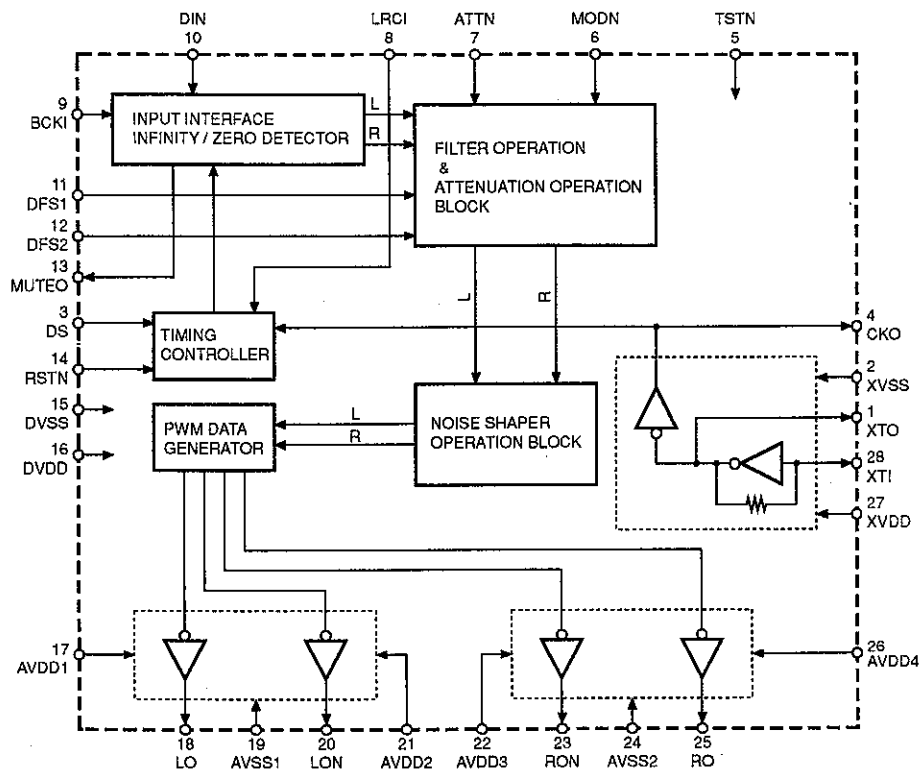 DIN
10
LRCI
8
ATTN
7
MODN
6
TSTN
5
9
BCKI
INPUT INTERFACE
INFINITY / ZERO DETECTOR
L
R
FILTER OPERATION
&
ATTENUATION OPERATION
BLOCK
11
DFS1
12
DFS2
13
MUTEO
L
R
3
DS
TIMING
CONTROLLER
14
RSTN
4
CKO
2
XVSS
15
DVSS
PWM DATA
GENERATOR
L
R
NOISE SHAPER
OPERATION BLOCK
1
XTO
16
DVDD
28
XTI
27
XVDD
17
AVDD1
26
AVDD4
18
LO
19
AVSS1
20
LON
21
AVDD2
22
AVDD3
23
RON
24
AVSS2
25
RO